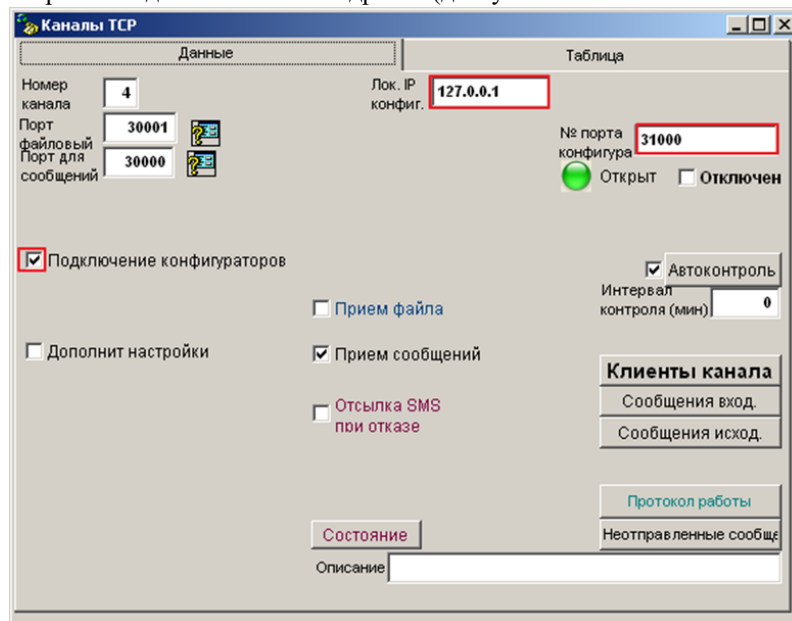 Каналы TCP
Данные
Таблица
Номер канала
4
Лок. IP конфиг.
127.0.0.1
Порт файловый
30001
№ порта конфигура
31000
Порт для сообщений
30000
Открыт
Отключен
Подключение конфигураторов
Автоконтроль
Интервал контроля (мин)
0
Прием файла
Дополнит настройки
Прием сообщений
Клиенты канала
Отсылка SMS при отказе
Сообщения вход.
Сообщения исход.
Протокол работы
Состояние
Неотправленные сообще
Описание